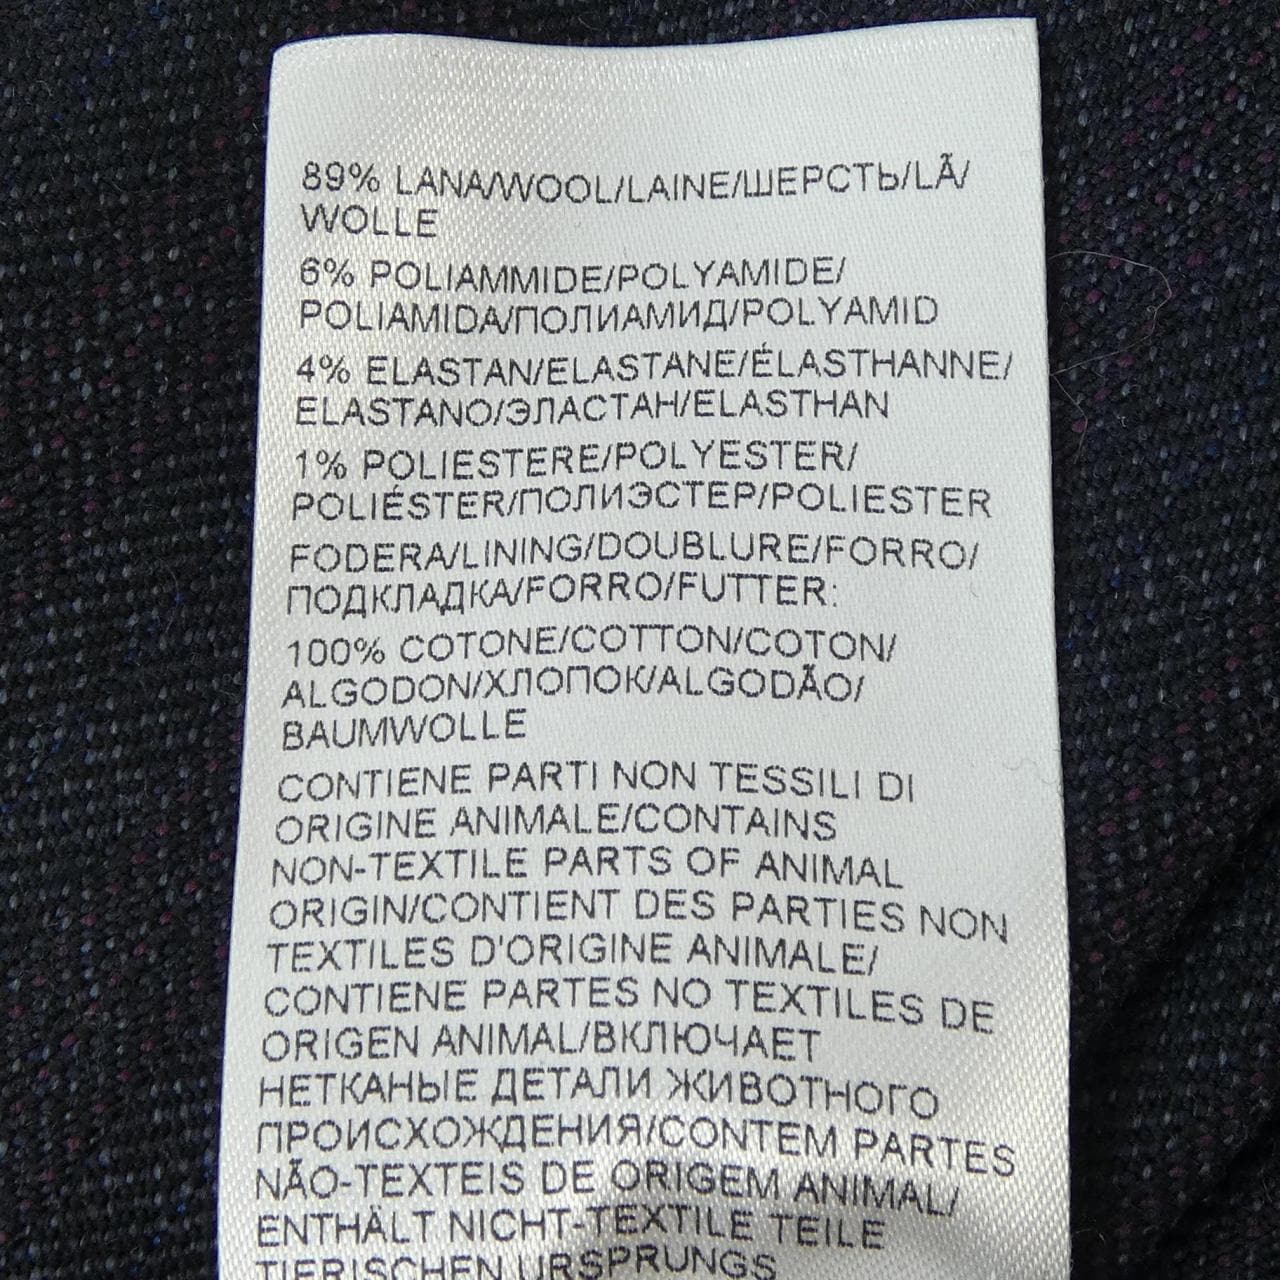 89% LANA/WOOL/LAINE/ШЕРСТЬ/LÃ/
WOLLE
6% POLIAMMIDE/POLYAMIDE/
POLIAMIDA/ПОЛИАМИД/POLYAMID
4% ELASTAN/ELASTANE/ÉLASTHANNE/
ELASTANO/ЭЛАСТАН/ELASTHAN
1% POLIESTERE/POLYESTER/
POLIÉSTER/ПОЛИЭСТЕР/POLIESTER
FODERA/LINING/DOUBLURE/FORRO/
ПОДКЛАДКА/FORRO/FUTTER:
100% COTONE/COTTON/COTON/
ALGODON/ХЛОПОК/ALGODÃO/
BAUMWOLLE
CONTIENE PARTI NON TESSILI DI
ORIGINE ANIMALE/CONTAINS
NON-TEXTILE PARTS OF ANIMAL
ORIGIN/CONTIENT DES PARTIES NON
TEXTILES D'ORIGINE ANIMALE/
CONTIENE PARTES NO TEXTILES DE
ORIGEN ANIMAL/ВКЛЮЧАЕТ
НЕТКАНЫЕ ДЕТАЛИ ЖИВОТНОГО
ПРОИСХОЖДЕНИЯ/CONTEM PARTES
NÃO-TEXTEIS DE ORIGEM ANIMAL/
ENTHÄLT NICHT-TEXTILE TEILE
TIERISCHEN URSPRUNGS